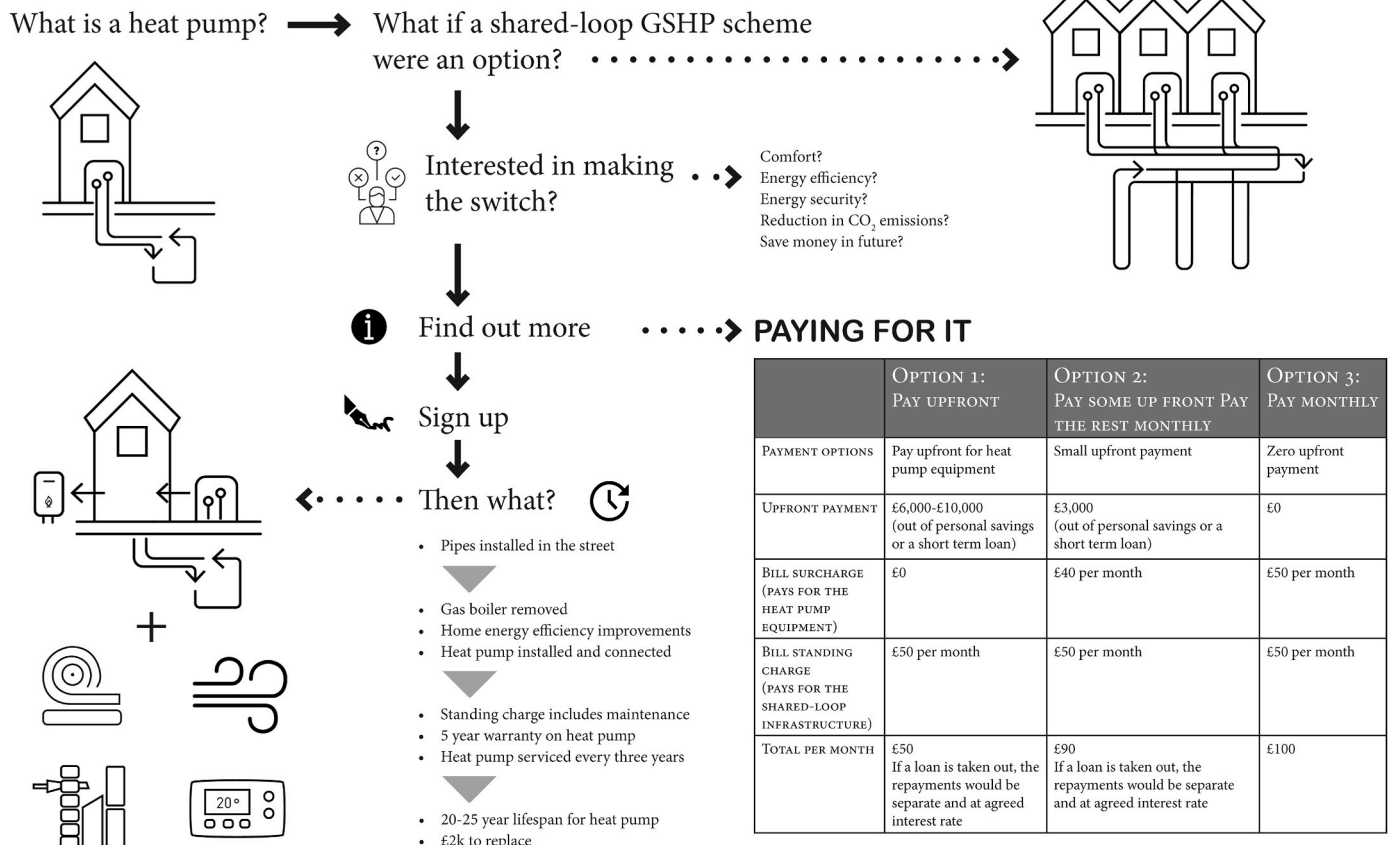 What is a heat pump?
What if a shared-loop GSHP scheme
were an option?
?
Interested in making
the switch?
Comfort?
Energy efficiency?
Energy security?
Reduction in CO₂ emissions?
Save money in future?
i
Find out more
Sign up
Then what?
• Pipes installed in the street
• Gas boiler removed
• Home energy efficiency improvements
• Heat pump installed and connected
• Standing charge includes maintenance
• 5 year warranty on heat pump
• Heat pump serviced every three years
• 20-25 year lifespan for heat pump
• £2k to replace
20°
PAYING FOR IT
Option 1:
Pay upfront
Option 2:
Pay some up front Pay
the rest monthly
Option 3:
Pay monthly
Payment options
Pay upfront for heat
pump equipment
Small upfront payment
Zero upfront
payment
Upfront payment
£6,000-£10,000
(out of personal savings
or a short term loan)
£3,000
(out of personal savings or a
short term loan)
£0
Bill surcharge
(pays for the
heat pump
equipment)
£0
£40 per month
£50 per month
Bill standing
charge
(pays for the
shared-loop
infrastructure)
£50 per month
£50 per month
£50 per month
Total per month
£50
If a loan is taken out, the
repayments would be
separate and at agreed
interest rate
£90
If a loan is taken out, the
repayments would be separate
and at agreed interest rate
£100